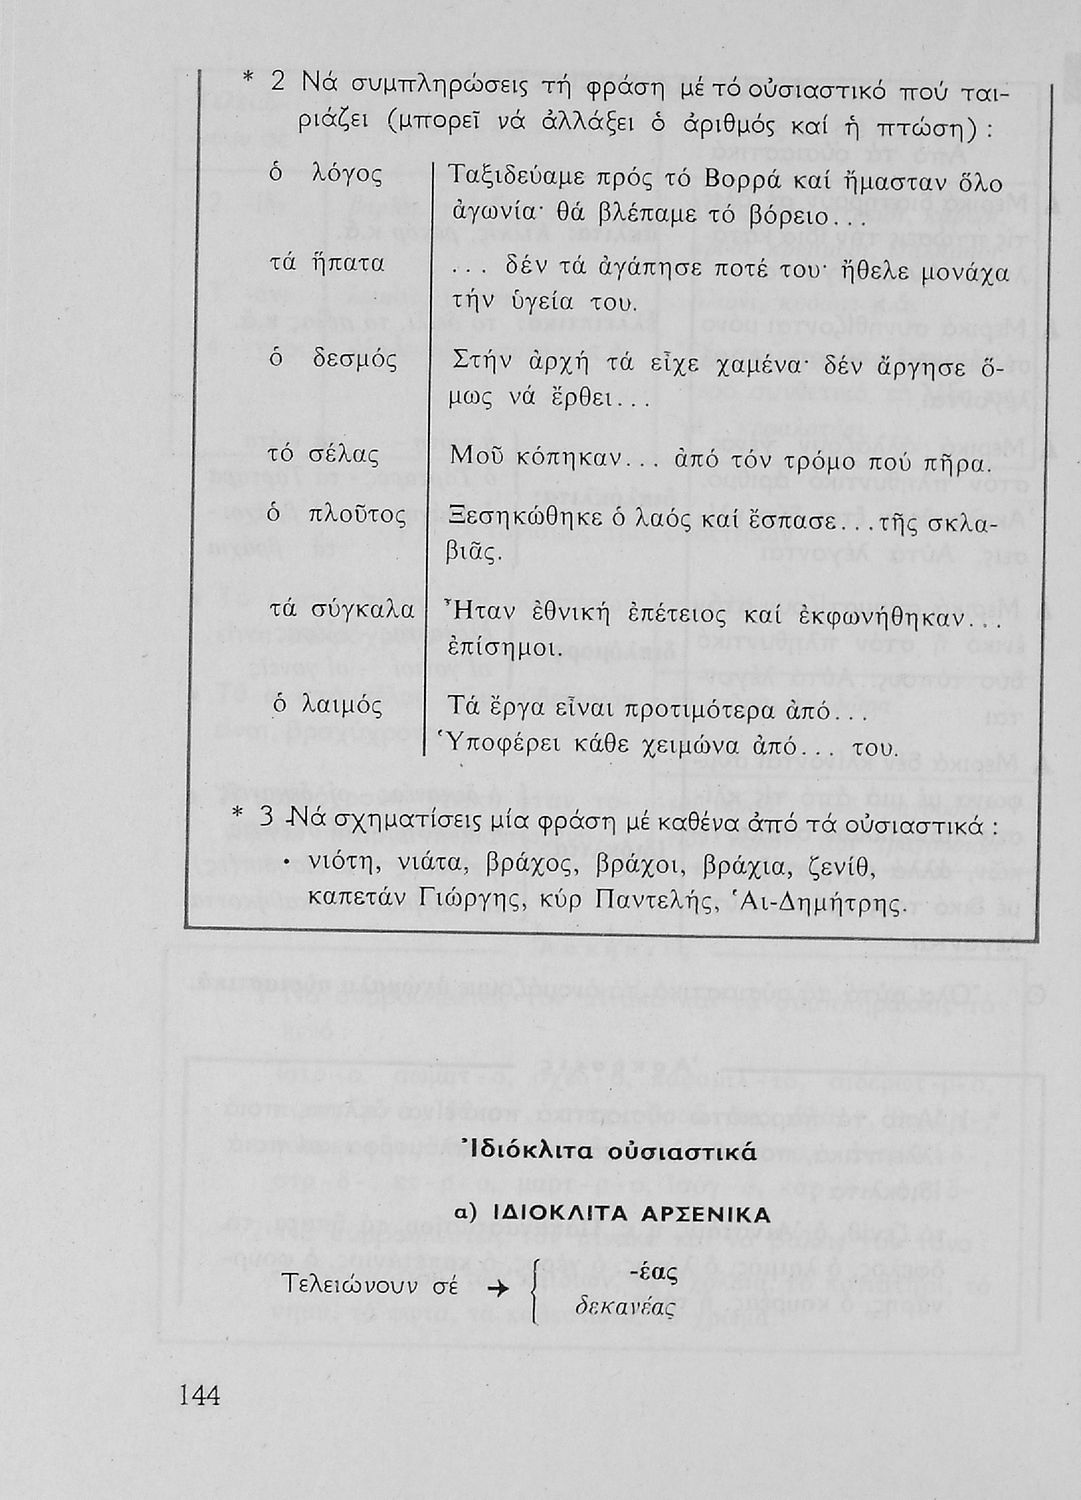 * 2 Νά συμπληρώσεις τή φράση μέ τό οὐσιαστικό πού ται-
ριάζει (μπορεῖ νά ἀλλάξει ὁ ἀριθμός καί ἡ πτώση) :
ὁ λόγος Ταξιδεύαμε πρός τό Βορρά καί ἤμασταν ὅλο
ἀγωνία· θά βλέπαμε τό βόρειο...
τά ἥπατα ... δέν τά ἀγάπησε ποτέ του· ἤθελε μονάχα
τήν ὑγεία του.
ὁ δεσμός Στήν ἀρχή τά εἶχε χαμένα· δέν ἄργησε ὅ-
μως νά ἔρθει...
τό σέλας Μοῦ κόπηκαν... ἀπό τόν τρόμο πού πῆρα.
ὁ πλοῦτος Ξεσηκώθηκε ὁ λαός καί ἔσπασε...τῆς σκλα-
βιᾶς.
τά σύγκαλα Ἦταν ἐθνική ἐπέτειος καί ἐκφωνήθηκαν...
ἐπίσημοι.
ὁ λαιμός Τά ἔργα εἶναι προτιμότερα ἀπό...
Ὑποφέρει κάθε χειμώνα ἀπό... του.
* 3 Νά σχηματίσεις μία φράση μέ καθένα ἀπό τά οὐσιαστικά :
• νιότη, νιάτα, βράχος, βράχοι, βράχια, ζενίθ,
καπετάν Γιώργης, κύρ Παντελής, Ἁι-Δημήτρης.
Ἰδιόκλιτα οὐσιαστικά
α) ΙΔΙΟΚΛΙΤΑ ΑΡΣΕΝΙΚΑ
Τελειώνουν σέ → { -έας
δεκανέας
144